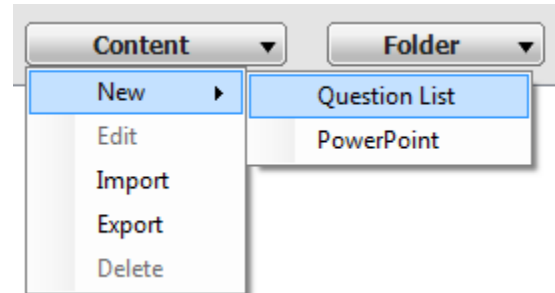 Content Folder
New Question List
Edit PowerPoint
Import
Export
Delete